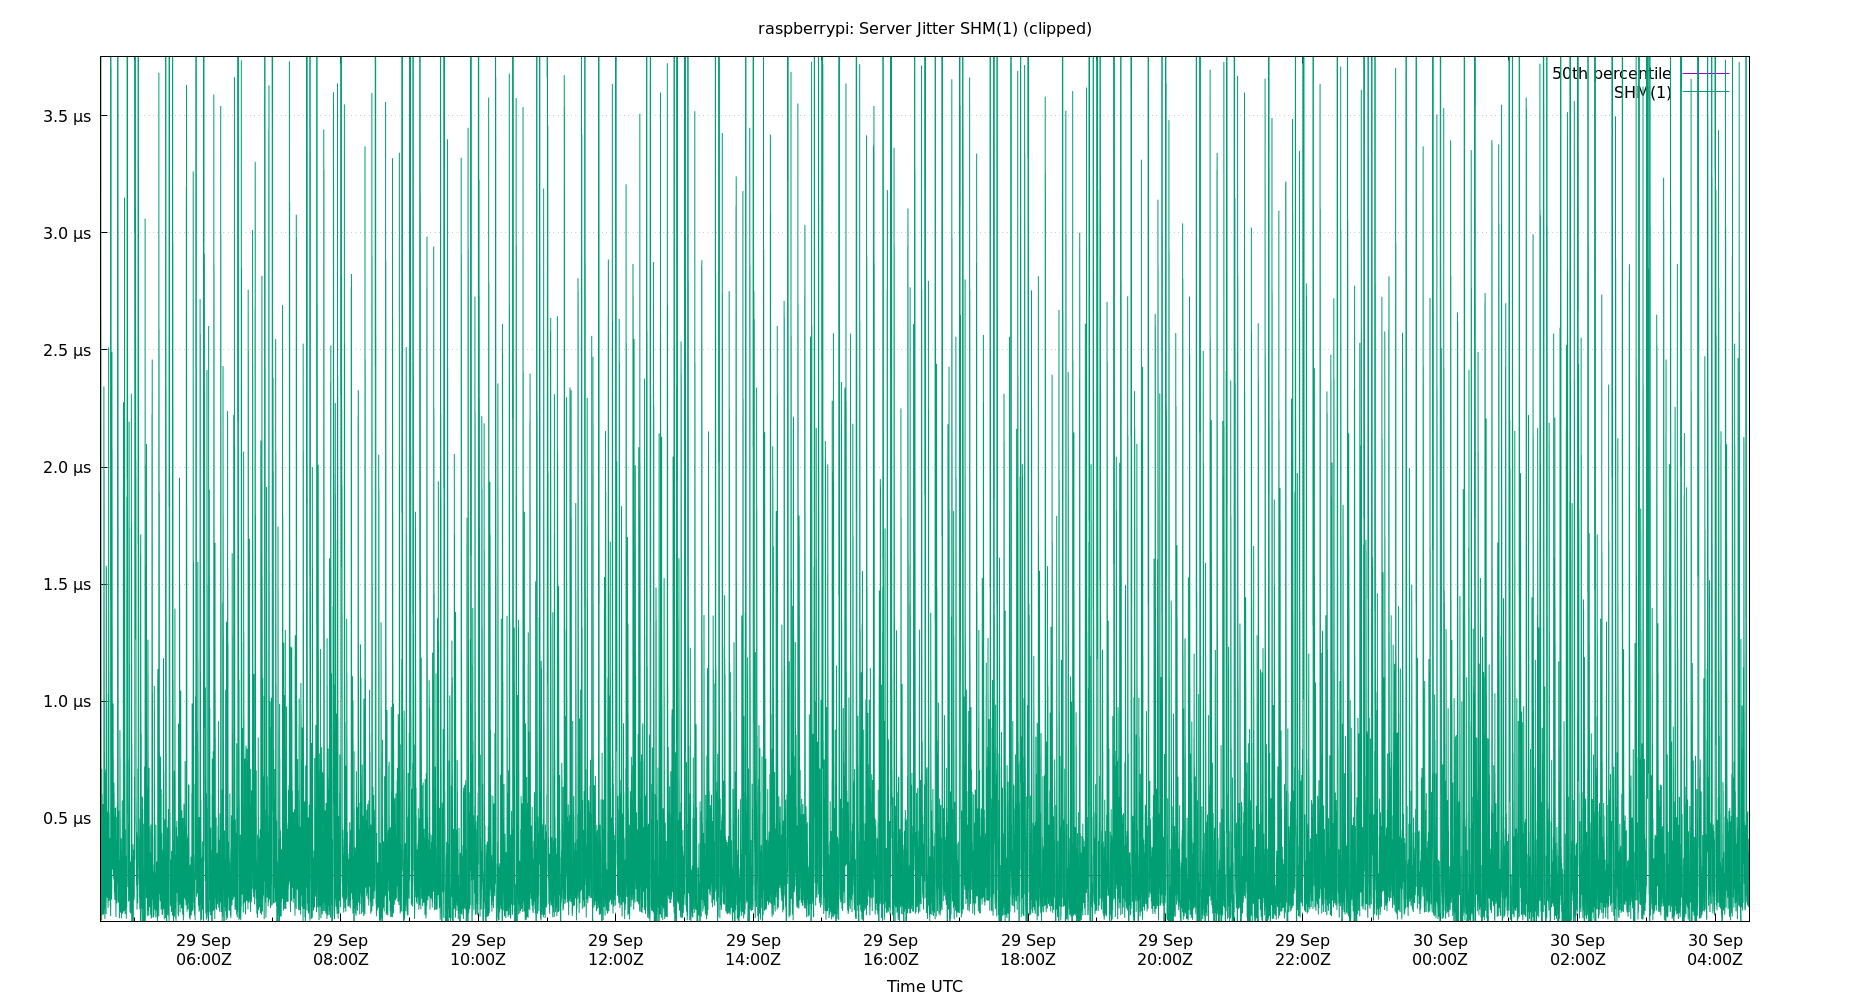 raspberrypi: Server Jitter SHM(1) (clipped)
50th percentile
SHM(1)
3.5 μs
3.0 μs
2.5 μs
2.0 μs
1.5 μs
1.0 μs
0.5 μs
29 Sep 29 Sep 29 Sep 29 Sep 29 Sep 29 Sep 29 Sep 29 Sep 29 Sep 30 Sep 30 Sep 30 Sep
06:00Z 08:00Z 10:00Z 12:00Z 14:00Z 16:00Z 18:00Z 20:00Z 22:00Z 00:00Z 02:00Z 04:00Z
Time UTC